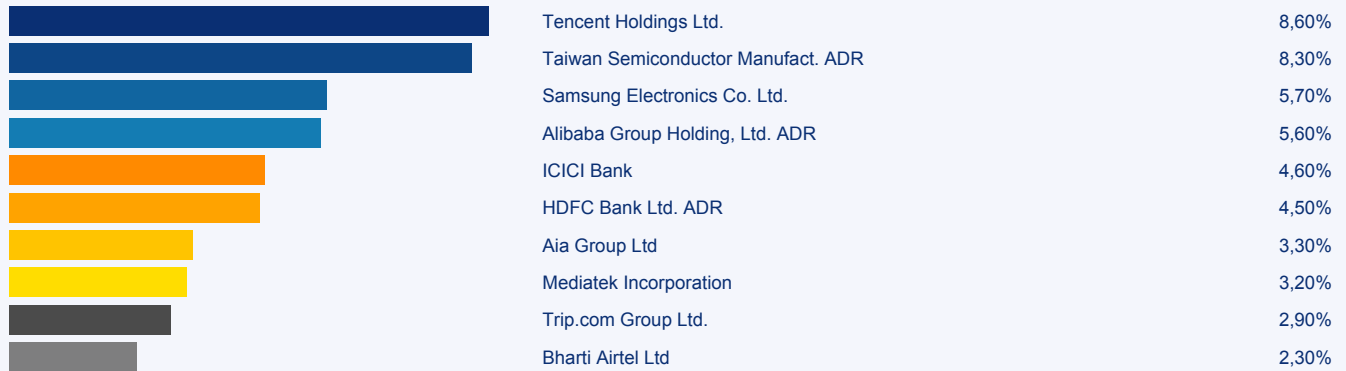 Tencent Holdings Ltd. 8,60%
Taiwan Semiconductor Manufact. ADR 8,30%
Samsung Electronics Co. Ltd. 5,70%
Alibaba Group Holding, Ltd. ADR 5,60%
ICICI Bank 4,60%
HDFC Bank Ltd. ADR 4,50%
Aia Group Ltd 3,30%
Mediatek Incorporation 3,20%
Trip.com Group Ltd. 2,90%
Bharti Airtel Ltd 2,30%